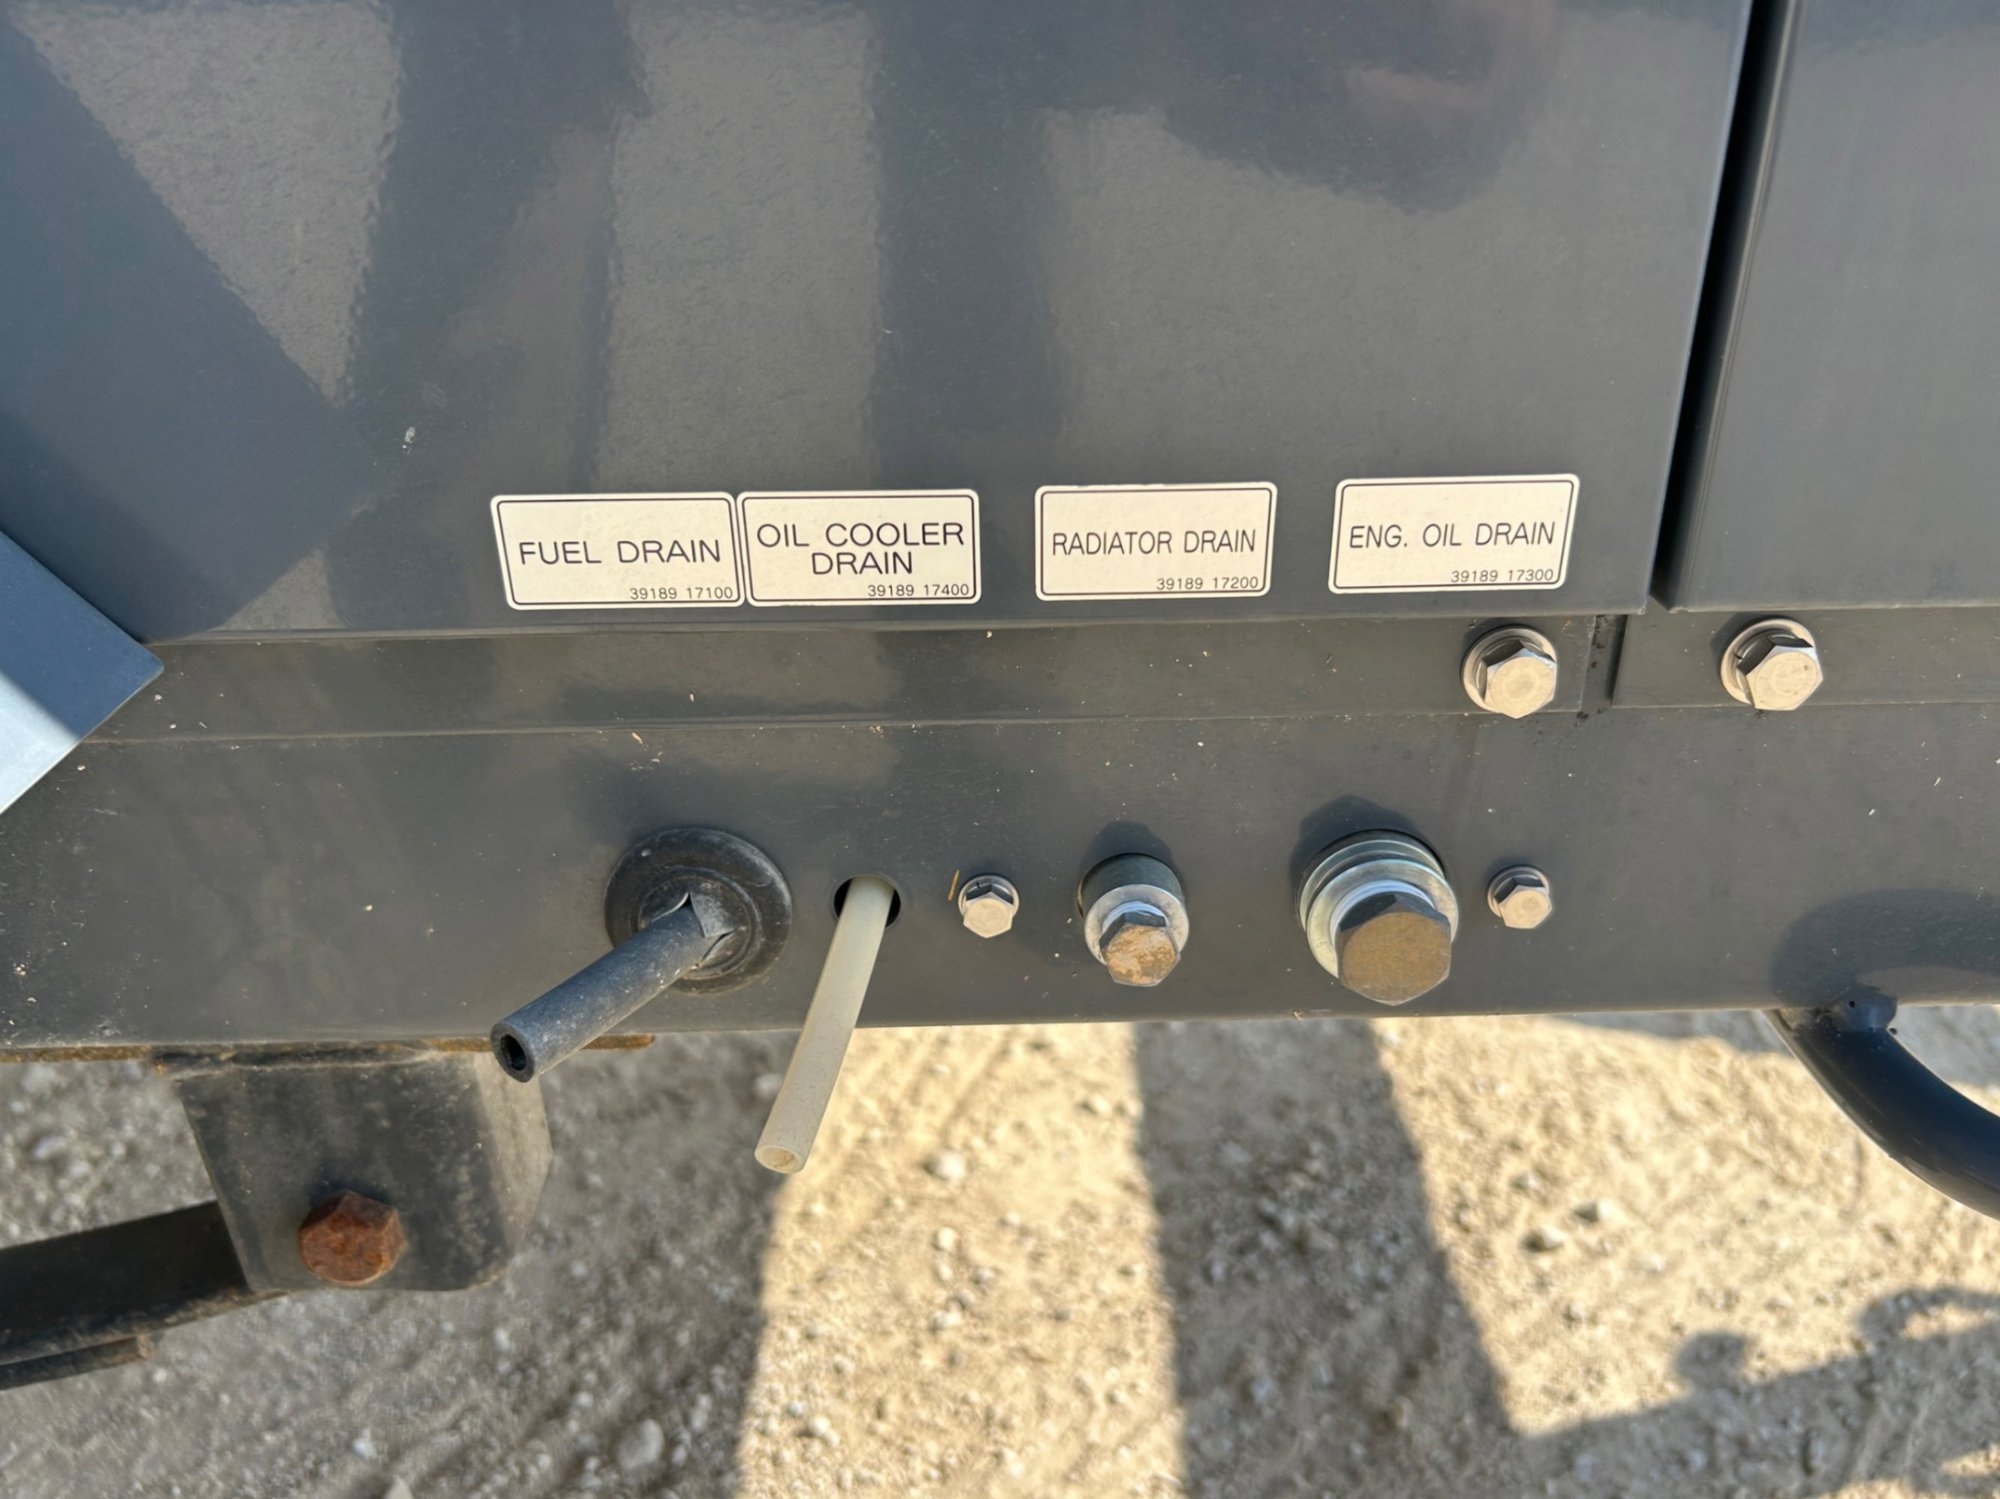 FUEL DRAIN
39189 17100
OIL COOLER
DRAIN
39189 17400
RADIATOR DRAIN
39189 17200
ENG. OIL DRAIN
39189 17300